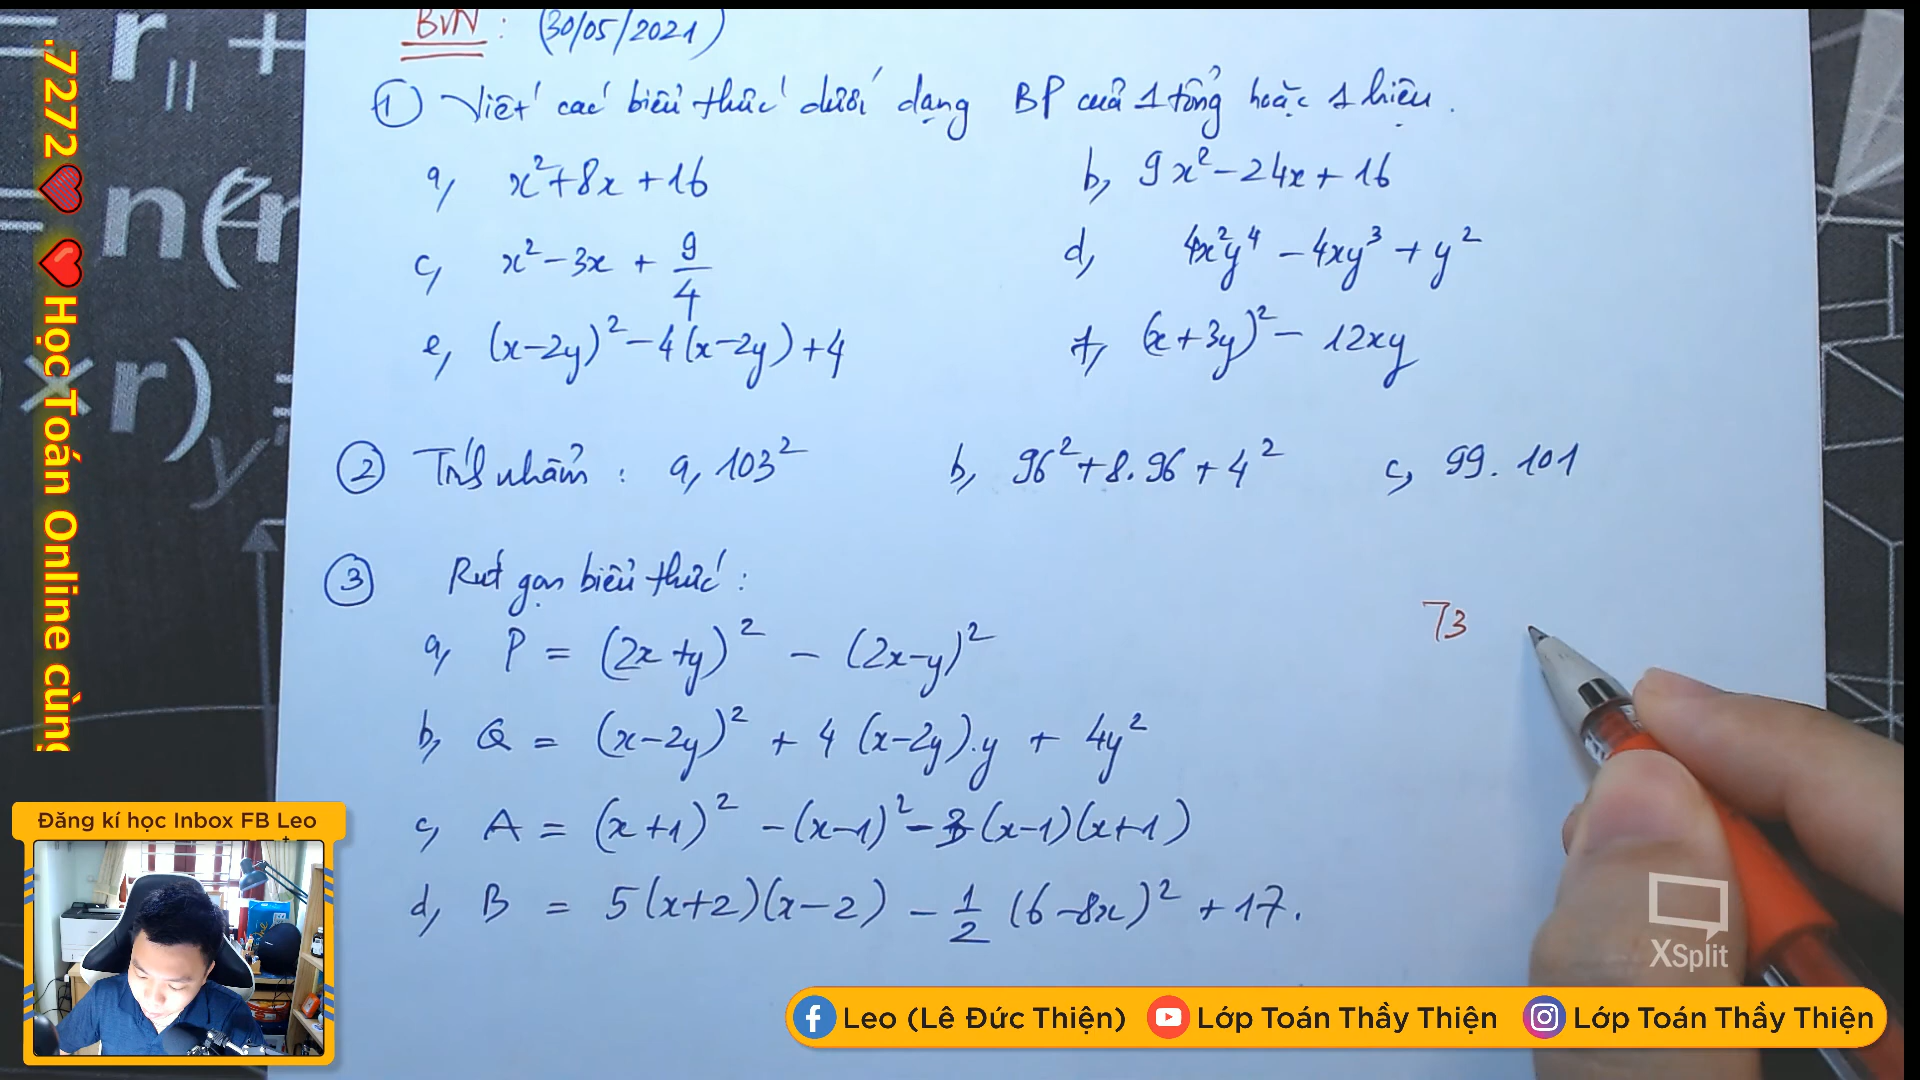 BVN : (30/05/2021)
① Viết các biểu thức dưới dạng BP của 1 tổng hoặc 1 hiệu.
a, x²+8x+16
b, 9x²-24x+16
c, x²-3x+9/4
d, 4x²y⁴-4xy³+y²
e, (x-2y)²-4(x-2y)+4
f, (x+3y)²-12xy
② Tính nhẩm : a, 103² b, 96²+8.96+4² c, 99.101
③ Rút gọn biểu thức :
a, P = (2x+y)² - (2x-y)²
b, Q = (x-2y)² + 4(x-2y).y + 4y²
c, A = (x+1)² -(x-1)² -3(x-1)(x+1)
d, B = 5(x+2)(x-2) - 1/2 (6-8x)² +17.
73
.7272❤ ❤Học Toán Online cùng
= r|| +
= n(
×r) =
y
Đăng kí học Inbox FB Leo
XSplit
Leo (Lê Đức Thiện) Lớp Toán Thầy Thiện Lớp Toán Thầy Thiện